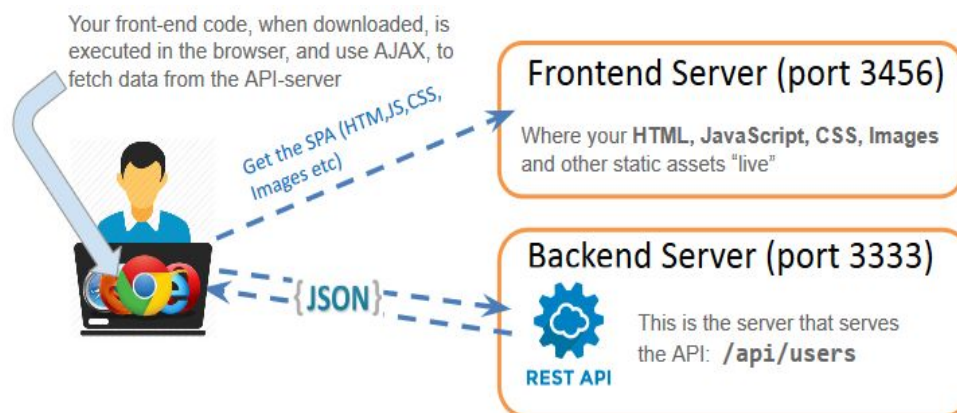 Your front-end code, when downloaded, is
executed in the browser, and use AJAX, to
fetch data from the API-server
Get the SPA (HTM,JS,CSS,
Images etc)
Frontend Server (port 3456)
Where your HTML, JavaScript, CSS, Images
and other static assets “live”
{JSON}
Backend Server (port 3333)
This is the server that serves
the API: /api/users
REST API